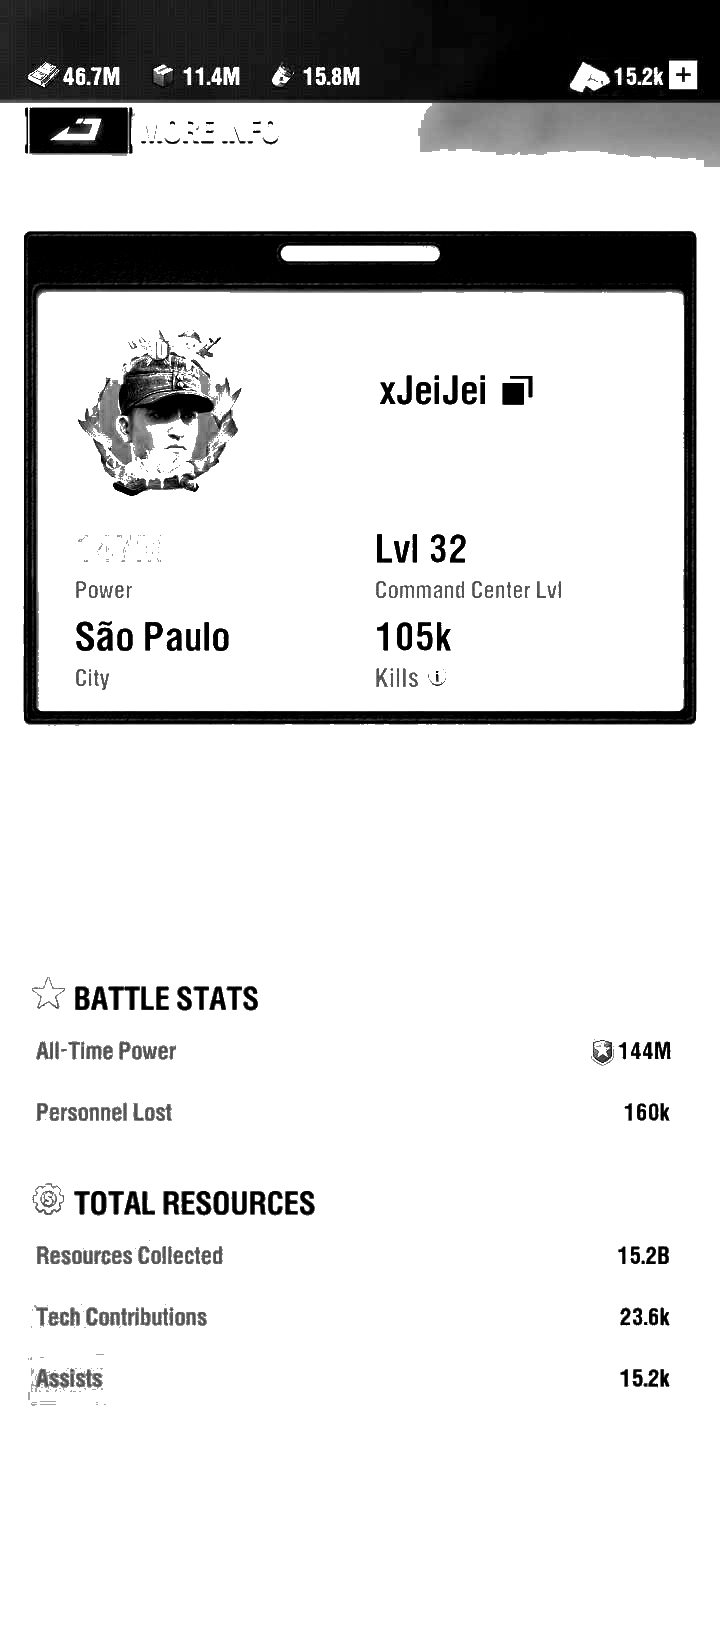 46.7M 11.4M 15.8M 15.2k +
MORE INFO
xJeiJei
Lvl 32
Power Command Center Lvl
São Paulo 105k
City Kills
BATTLE STATS
All-Time Power 144M
Personnel Lost 160k
TOTAL RESOURCES
Resources Collected 15.2B
Tech Contributions 23.6k
Assists 15.2k